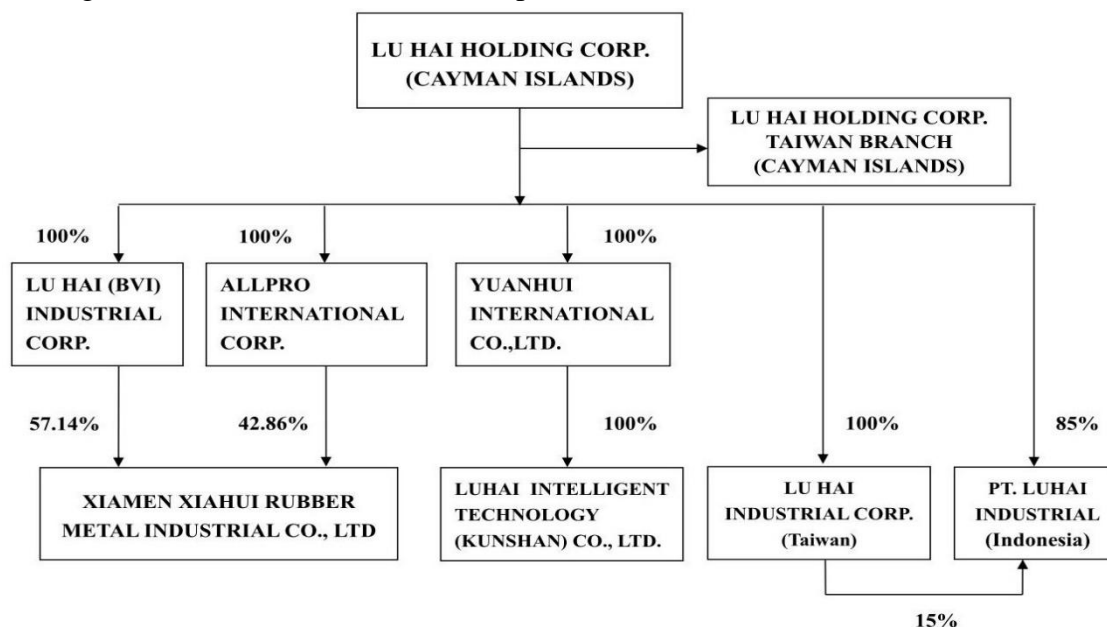 LU HAI HOLDING CORP.
(CAYMAN ISLANDS)
LU HAI HOLDING CORP.
TAIWAN BRANCH
(CAYMAN ISLANDS)
100%
100%
100%
LU HAI (BVI)
INDUSTRIAL
CORP.
ALLPRO
INTERNATIONAL
CORP.
YUANHUI
INTERNATIONAL
CO.,LTD.
57.14%
42.86%
100%
100%
85%
XIAMEN XIAHUI RUBBER
METAL INDUSTRIAL CO., LTD
LUHAI INTELLIGENT
TECHNOLOGY
(KUNSHAN) CO., LTD.
LU HAI
INDUSTRIAL CORP.
(Taiwan)
PT. LUHAI
INDUSTRIAL
(Indonesia)
15%